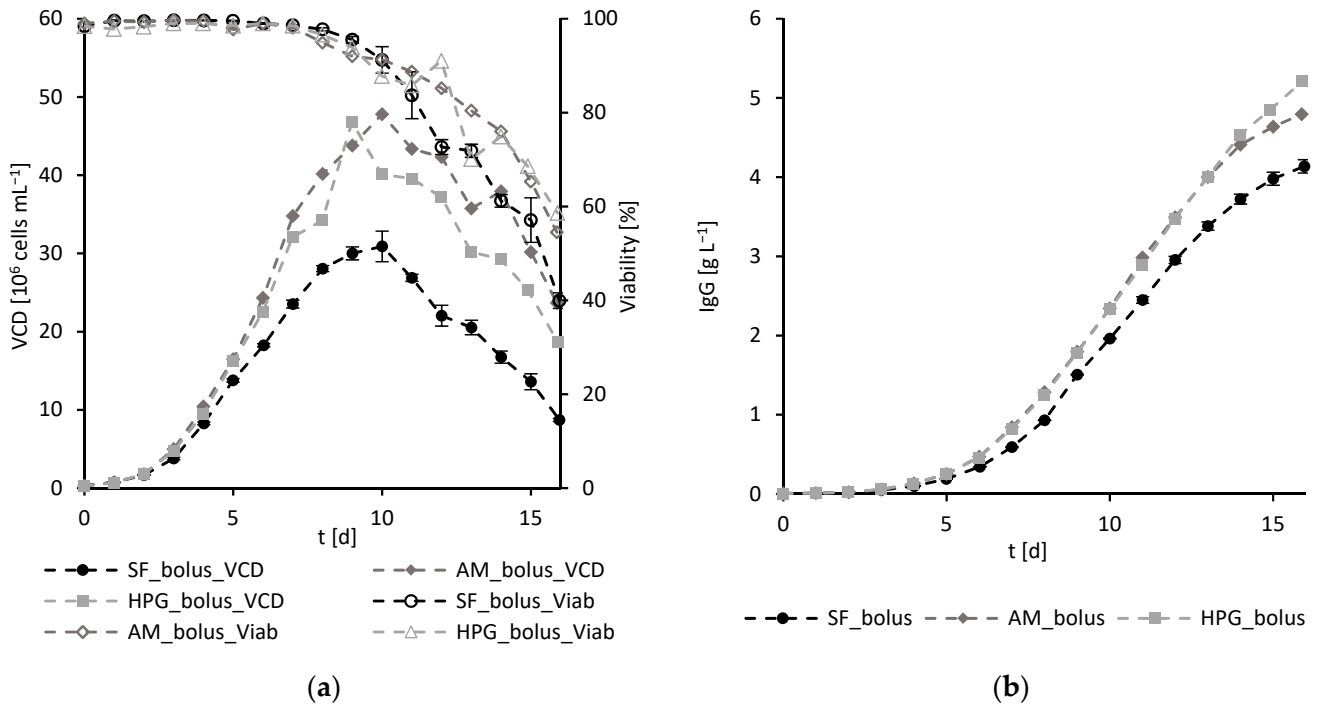 60
50
40
30
20
10
0
VCD [10⁶ cells mL⁻¹]
100
80
60
40
20
0
Viability [%]
0 5 10 15
t [d]
SF_bolus_VCD AM_bolus_VCD
HPG_bolus_VCD SF_bolus_Viab
AM_bolus_Viab HPG_bolus_Viab
(a)
6
5
4
3
2
1
0
IgG [g L⁻¹]
0 5 10 15
t [d]
SF_bolus AM_bolus HPG_bolus
(b)